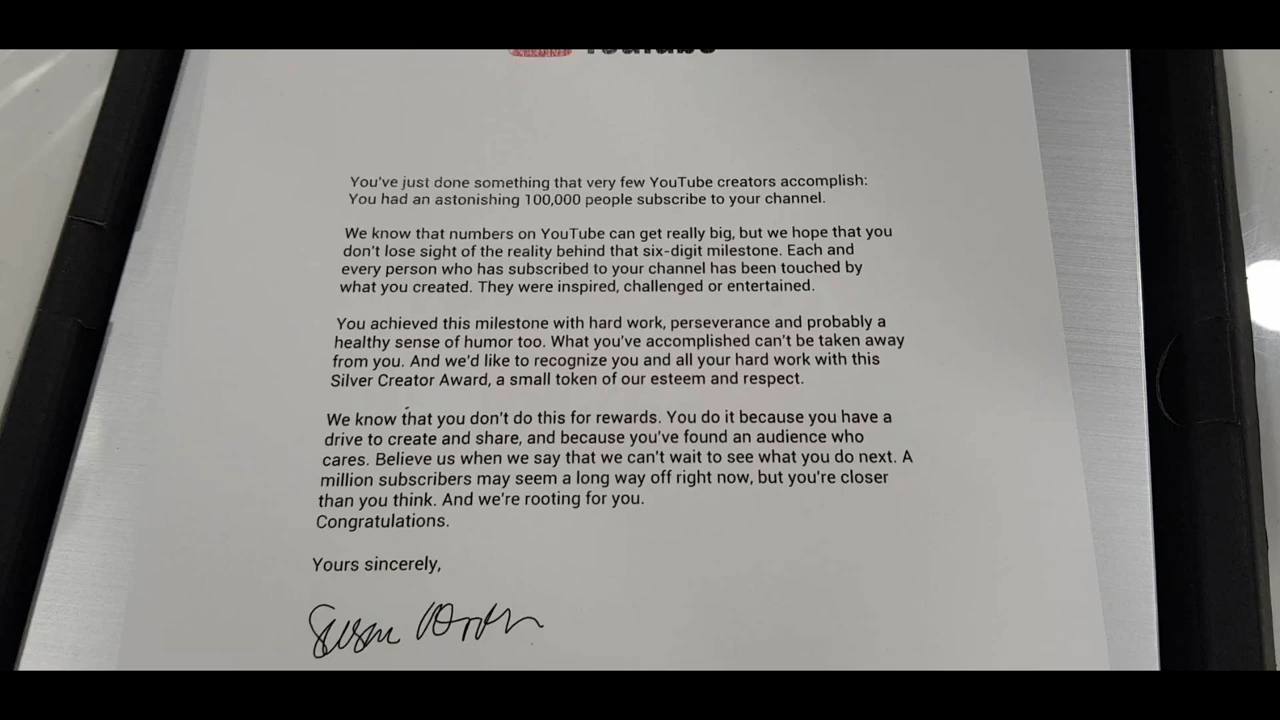 You've just done something that very few YouTube creators accomplish:
You had an astonishing 100,000 people subscribe to your channel.
We know that numbers on YouTube can get really big, but we hope that you
don't lose sight of the reality behind that six-digit milestone. Each and
every person who has subscribed to your channel has been touched by
what you created. They were inspired, challenged or entertained.
You achieved this milestone with hard work, perseverance and probably a
healthy sense of humor too. What you've accomplished can't be taken away
from you. And we'd like to recognize you and all your hard work with this
Silver Creator Award, a small token of our esteem and respect.
We know that you don't do this for rewards. You do it because you have a
drive to create and share, and because you've found an audience who
cares. Believe us when we say that we can't wait to see what you do next. A
million subscribers may seem a long way off right now, but you're closer
than you think. And we're rooting for you.
Congratulations.
Yours sincerely,
Susan